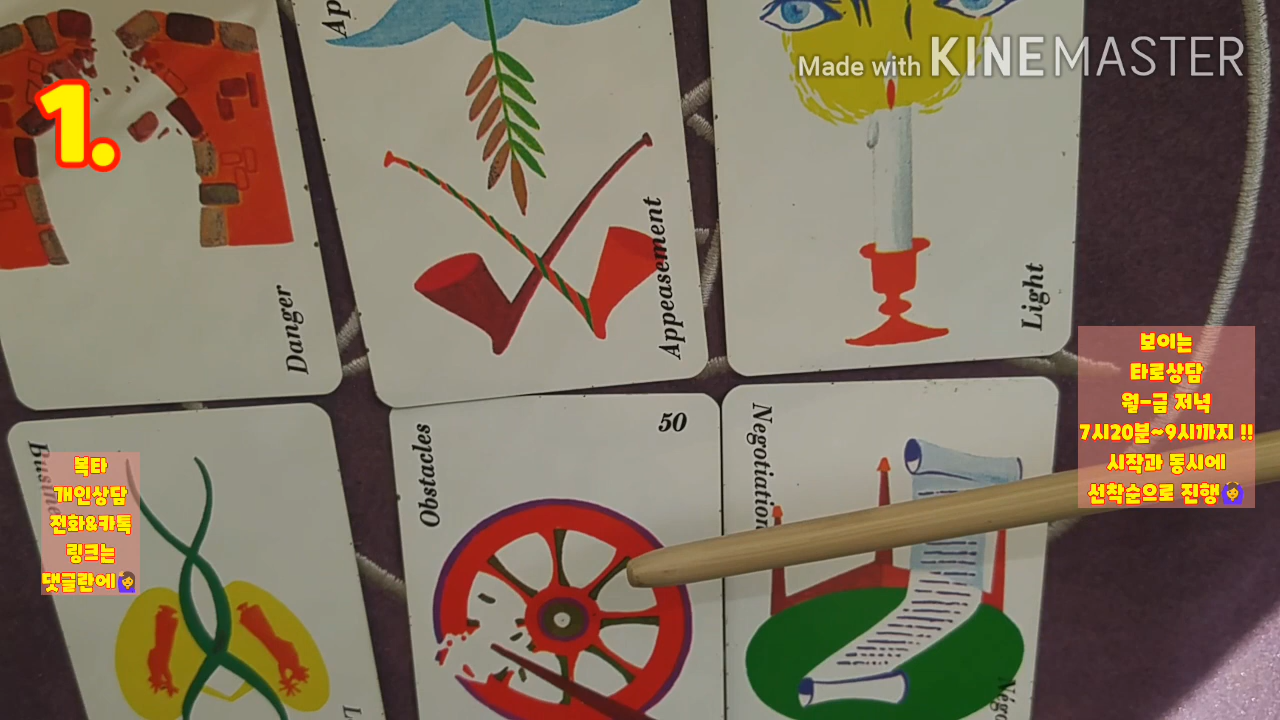 1.
Made with KINEMASTER
Danger
Ap
Appeasement
Light
보이는
타로상담
월-금 저녁
7시20분~9시까지 !!
시작과 동시에
선착순으로 진행🙆‍♀️
복타
개인상담
전화&카톡
링크는
댓글란에🙆‍♀️
Obstacles
50
Negotiation